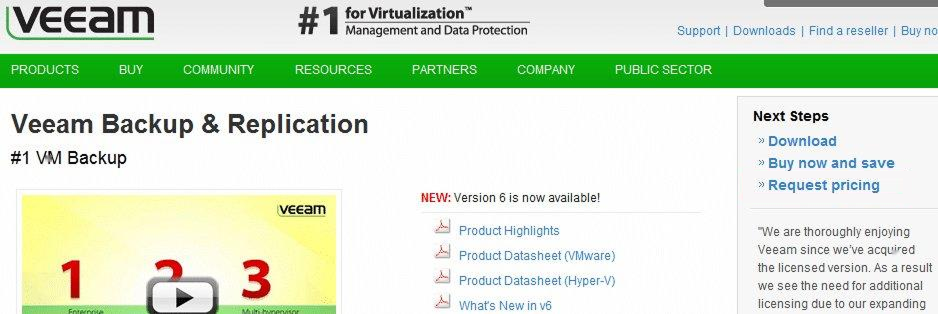 veeam
#1 for Virtualization™
Management and Data Protection
Support | Downloads | Find a reseller | Buy no
PRODUCTS BUY COMMUNITY RESOURCES PARTNERS COMPANY PUBLIC SECTOR
Veeam Backup & Replication
#1 VM Backup
veeam
1 2 3
Enterprise
Multi-hypervisor
NEW: Version 6 is now available!
Product Highlights
Product Datasheet (VMware)
Product Datasheet (Hyper-V)
What's New in v6
Next Steps
» Download
» Buy now and save
» Request pricing
"We are thoroughly enjoying
Veeam since we've acquired
the licensed version. As a result
we see the need for additional
licensing due to our expanding